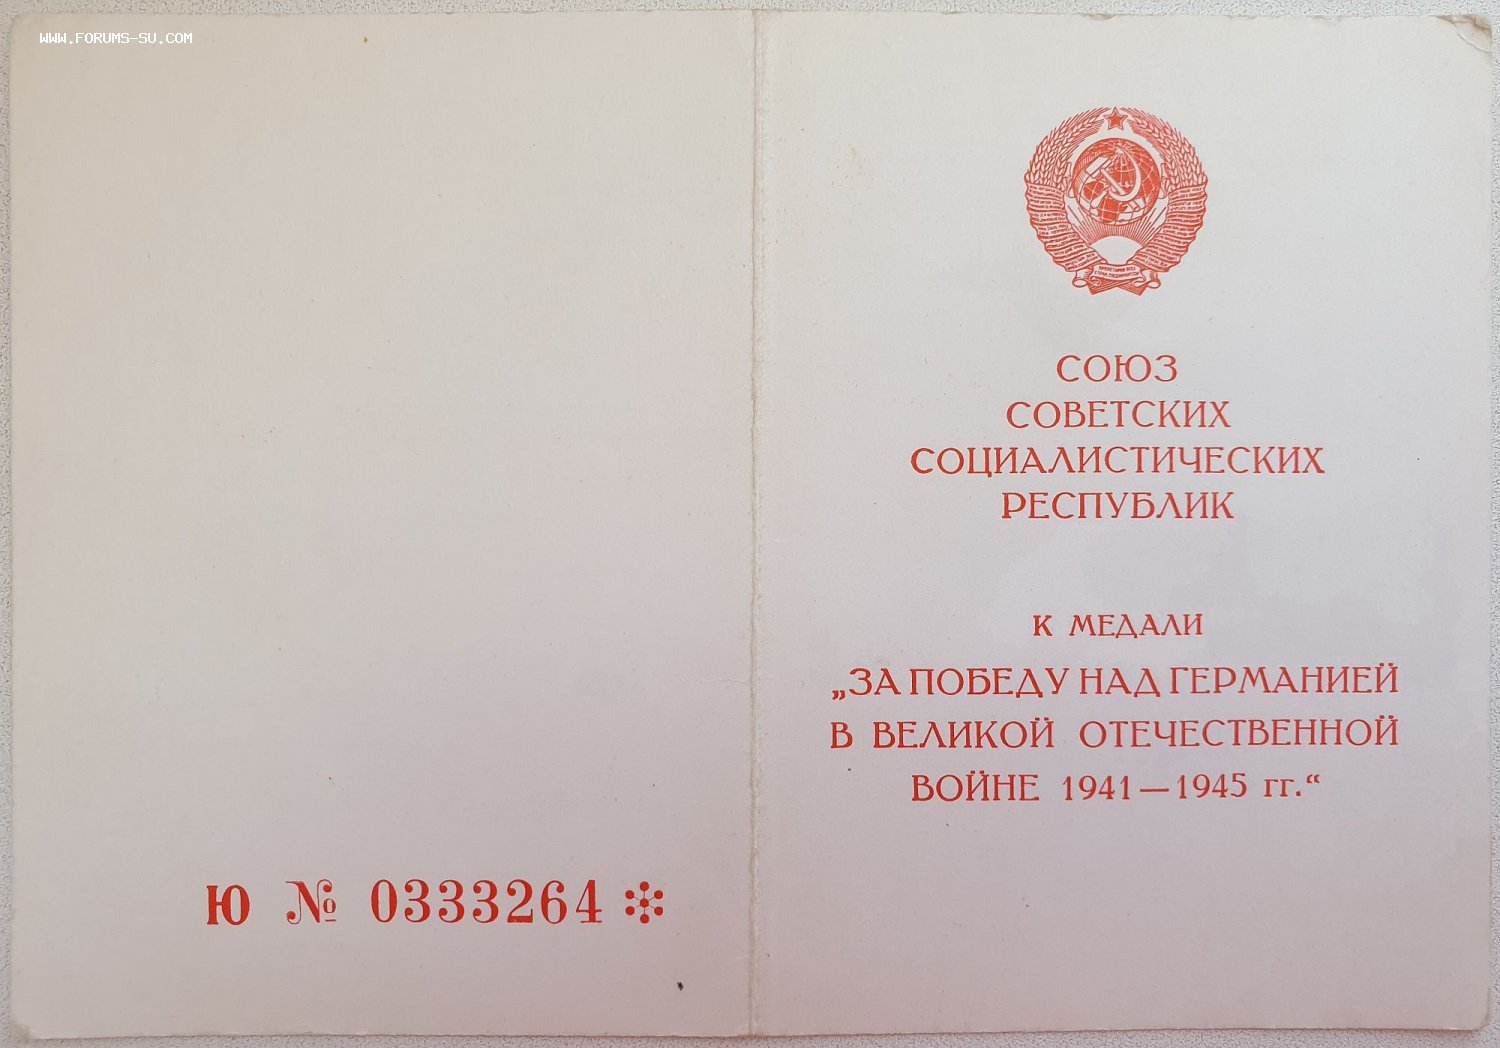 WWW.FORUMS-SU.COM
Ю № 0333264
СОЮЗ
СОВЕТСКИХ
СОЦИАЛИСТИЧЕСКИХ
РЕСПУБЛИК
К МЕДАЛИ
„ЗА ПОБЕДУ НАД ГЕРМАНИЕЙ
В ВЕЛИКОЙ ОТЕЧЕСТВЕННОЙ
ВОЙНЕ 1941—1945 гг.“